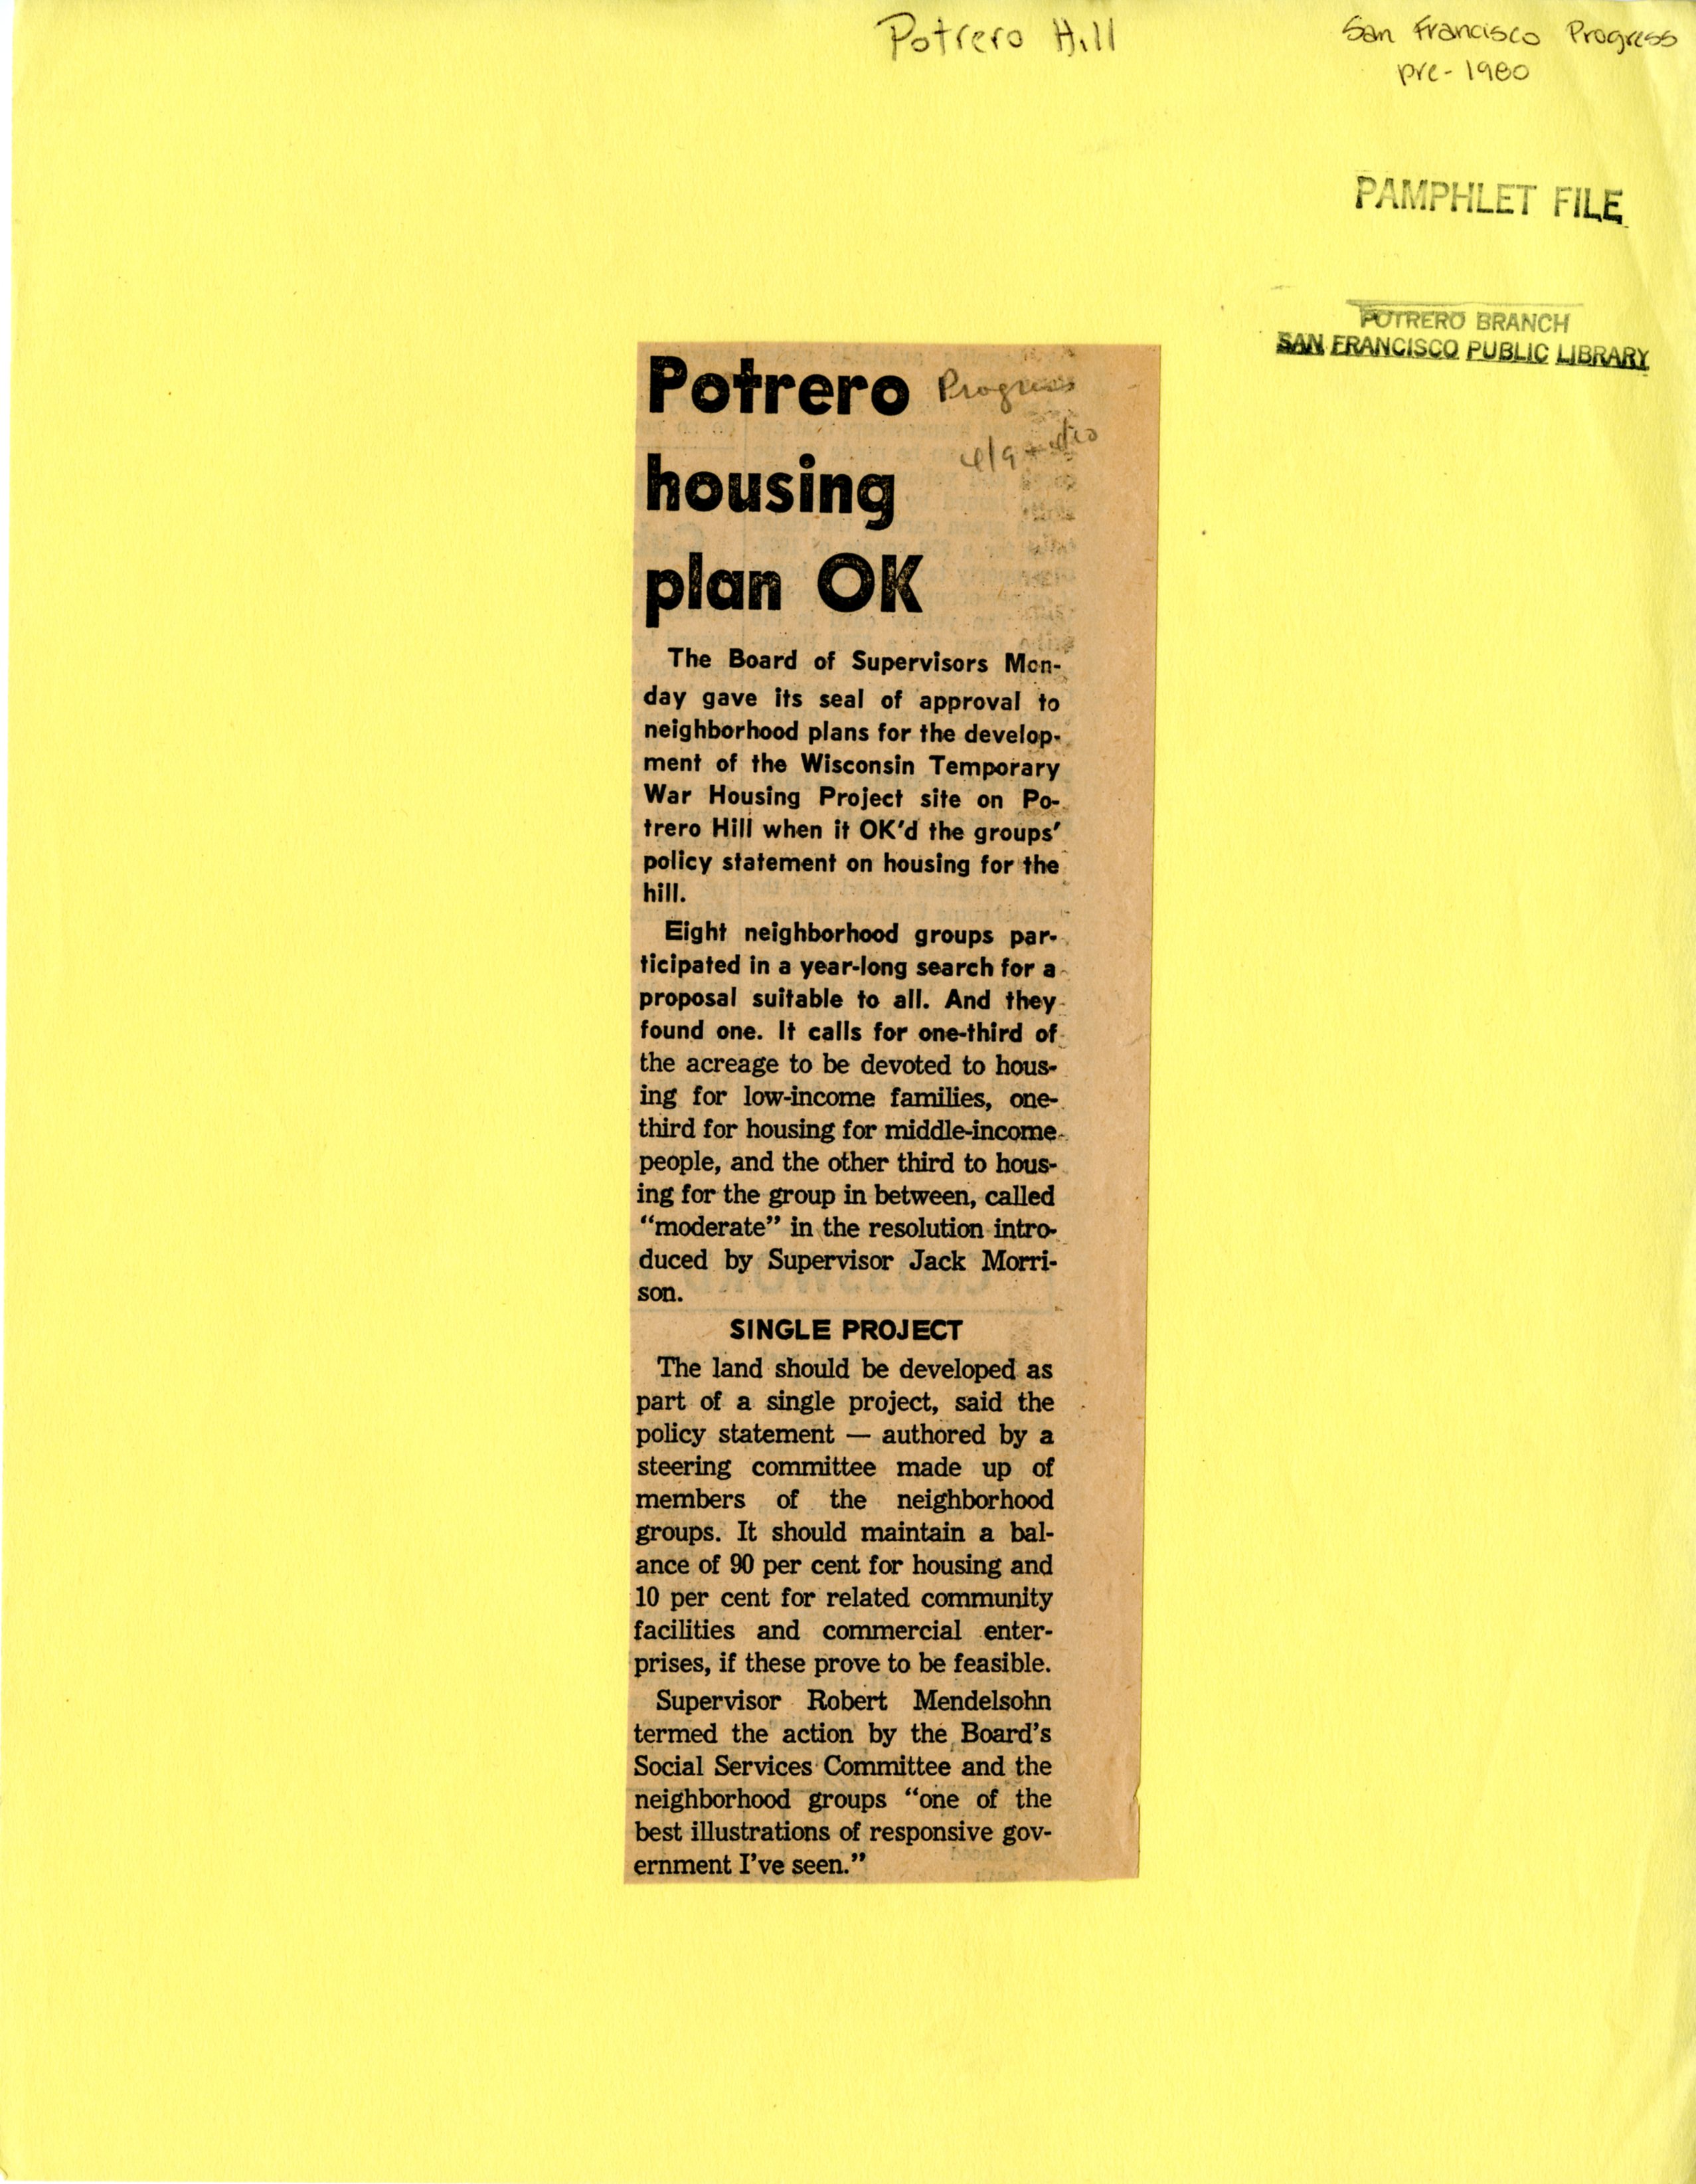 Potrero Hill
San Francisco Progress
pre-1980
PAMPHLET FILE
POTRERO BRANCH
SAN FRANCISCO PUBLIC LIBRARY
Potrero
Progress
housing
plan OK
The Board of Supervisors Mon-
day gave its seal of approval to
neighborhood plans for the develop-
ment of the Wisconsin Temporary
War Housing Project site on Po-
trero Hill when it OK'd the groups'
policy statement on housing for the
hill.
Eight neighborhood groups par-
ticipated in a year-long search for a
proposal suitable to all. And they
found one. It calls for one-third of
the acreage to be devoted to hous-
ing for low-income families, one-
third for housing for middle-income
people, and the other third to hous-
ing for the group in between, called
“moderate” in the resolution intro-
duced by Supervisor Jack Morri-
son.
SINGLE PROJECT
The land should be developed as
part of a single project, said the
policy statement — authored by a
steering committee made up of
members of the neighborhood
groups. It should maintain a bal-
ance of 90 per cent for housing and
10 per cent for related community
facilities and commercial enter-
prises, if these prove to be feasible.
Supervisor Robert Mendelsohn
termed the action by the Board's
Social Services Committee and the
neighborhood groups “one of the
best illustrations of responsive gov-
ernment I've seen.”